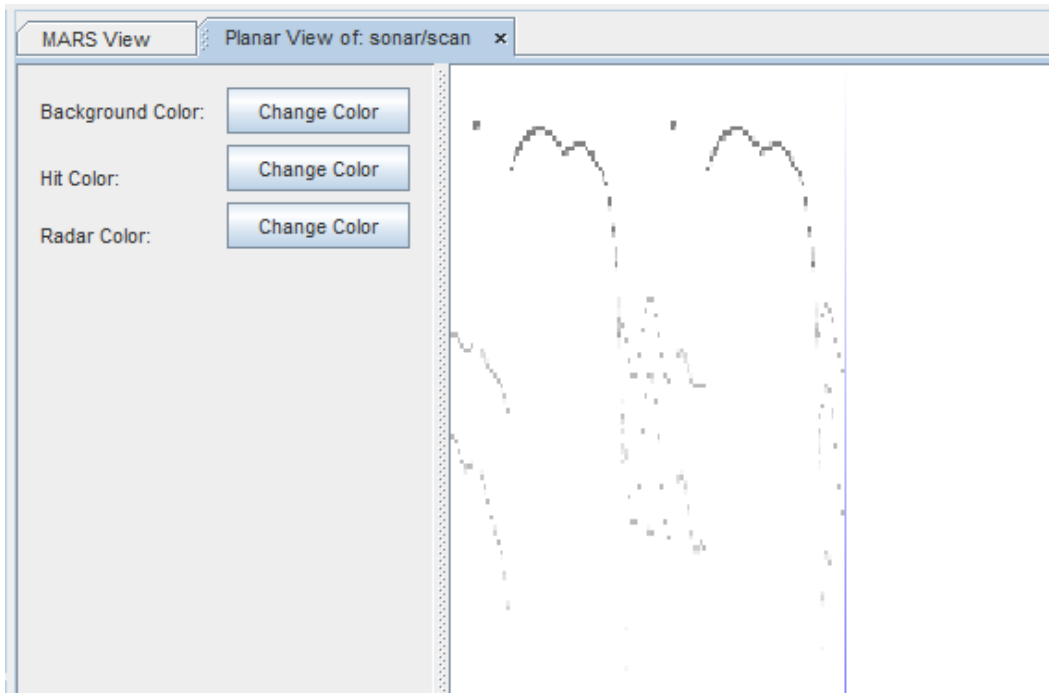 MARS View
Planar View of: sonar/scan ×
Background Color: Change Color
Hit Color: Change Color
Radar Color: Change Color